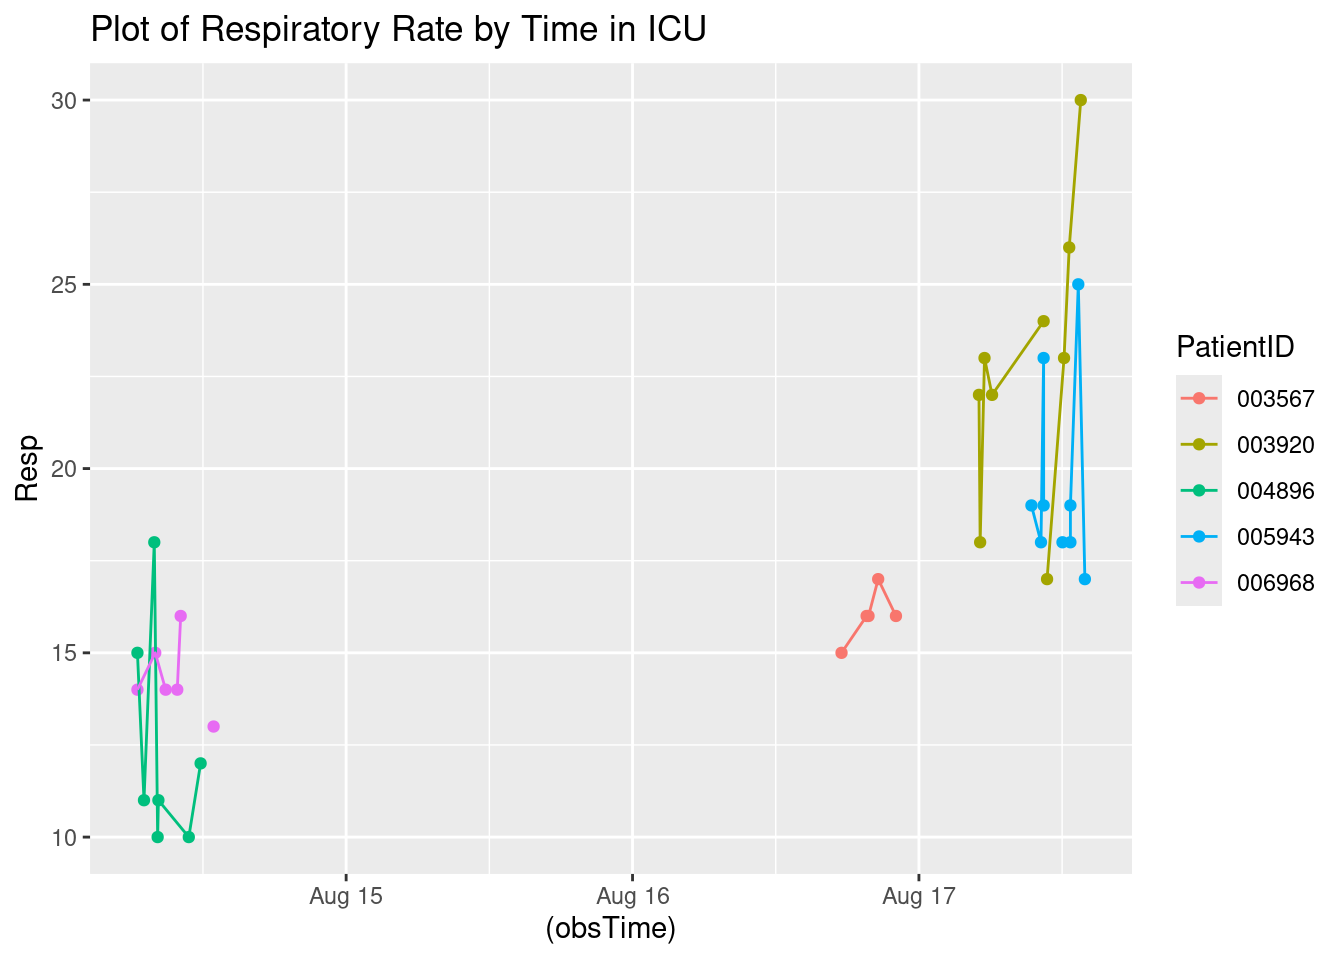 Plot of Respiratory Rate by Time in ICU
30
25
20
15
10
Resp
Aug 15
Aug 16
Aug 17
(obsTime)
PatientID
003567
003920
004896
005943
006968